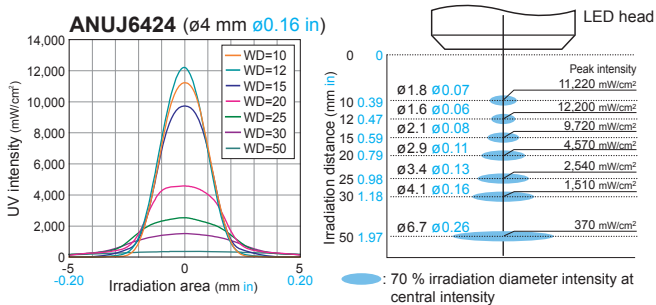 ANUJ6424 (ø4 mm ø0.16 in)
14,000
12,000
10,000
8,000
6,000
4,000
2,000
0
UV intensity (mW/cm²)
WD=10
WD=12
WD=15
WD=20
WD=25
WD=30
WD=50
-5 0 5
-0.20 0.20
Irradiation area (4 mm in)
LED head
Irradiation distance (mm in)
0 0
Peak intensity
ø1.8 ø0.07 11,220 mW/cm²
10 0.39
ø1.6 ø0.06 12,200 mW/cm²
12 0.47
ø2.1 ø0.08 9,720 mW/cm²
15 0.59
ø2.9 ø0.11 4,570 mW/cm²
20 0.79
ø3.4 ø0.13 2,540 mW/cm²
25 0.98
ø4.1 ø0.16 1,510 mW/cm²
30 1.18
ø6.7 ø0.26 370 mW/cm²
50 1.97
: 70 % irradiation diameter intensity at
central intensity